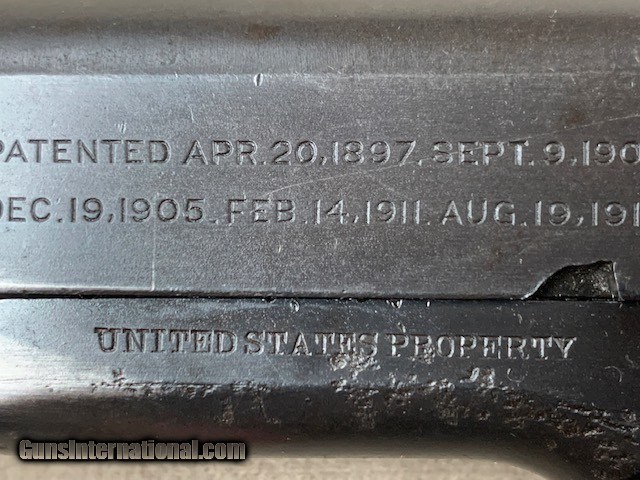 PATENTED APR. 20, 1897. SEPT. 9, 190
DEC. 19, 1905. FEB. 14, 1911. AUG. 19, 191
UNITED STATES PROPERTY
GunsInternational.com